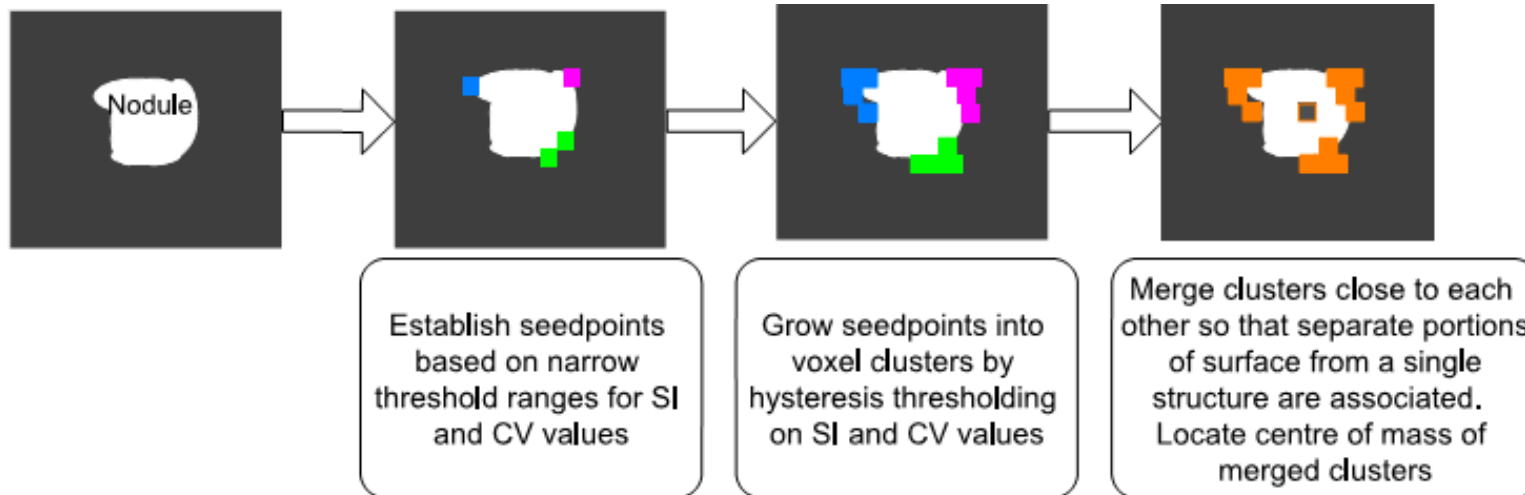 Nodule
Establish seedpoints
based on narrow
threshold ranges for SI
and CV values
Grow seedpoints into
voxel clusters by
hysteresis thresholding
on SI and CV values
Merge clusters close to each
other so that separate portions
of surface from a single
structure are associated.
Locate centre of mass of
merged clusters